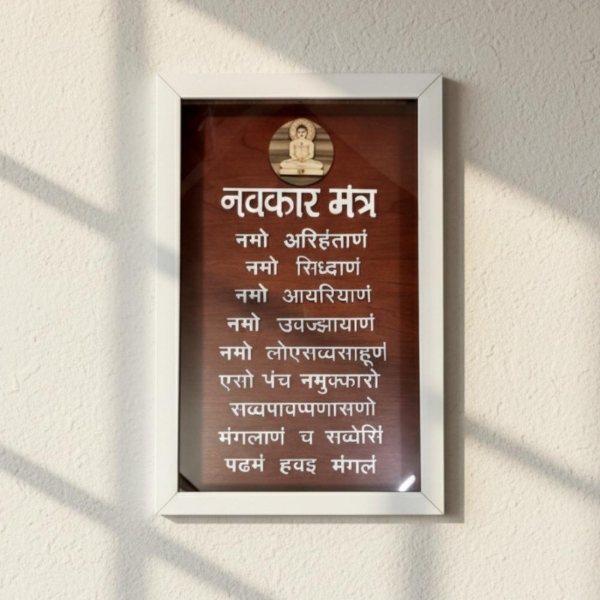 नवकार मंत्र
नमो अरिहंताणं
नमो सिध्दाणं
नमो आयरियाणं
नमो उवज्झायाणं
नमो लोएसव्वसाहूणं
एसो पंच नमुक्कारो
सव्वपावप्पणासणो
मंगलाणं च सव्वेसिं
पढमं हवइ मंगलं